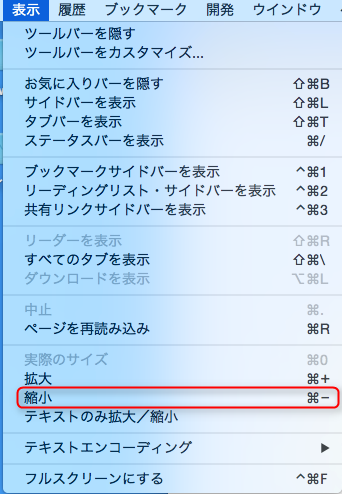 表示 履歴 ブックマーク 開発 ウインドウ
ツールバーを隠す
ツールバーをカスタマイズ...
お気に入りバーを隠す ⇧⌘B
サイドバーを表示 ⇧⌘L
タブバーを表示 ⇧⌘T
ステータスバーを表示 ⌘/
ブックマークサイドバーを表示 ^⌘1
リーディングリスト・サイドバーを表示 ^⌘2
共有リンクサイドバーを表示 ^⌘3
リーダーを表示 ⇧⌘R
すべてのタブを表示 ⇧⌘\
ダウンロードを表示 ⌥⌘L
中止 ⌘.
ページを再読み込み ⌘R
実際のサイズ ⌘0
拡大 ⌘+
縮小 ⌘-
テキストのみ拡大／縮小
テキストエンコーディング ▶
フルスクリーンにする ^⌘F